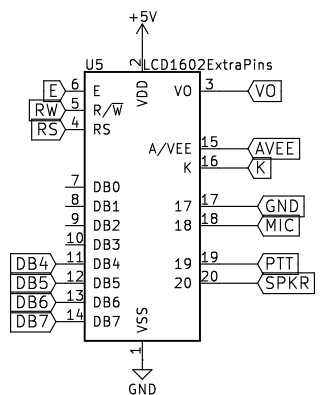 +5V
U5 LCD1602ExtraPins
2
VDD
E 6 E VO 3 VO
RW 5 R/W̅
RS 4 RS
A/VEE 15 AVEE
K 16 K
7 DB0
8 DB1 17 17 GND
9 DB2 18 18 MIC
10 DB3
DB4 11 DB4 19 19 PTT
DB5 12 DB5 20 20 SPKR
DB6 13 DB6
DB7 14 DB7
VSS
1
GND